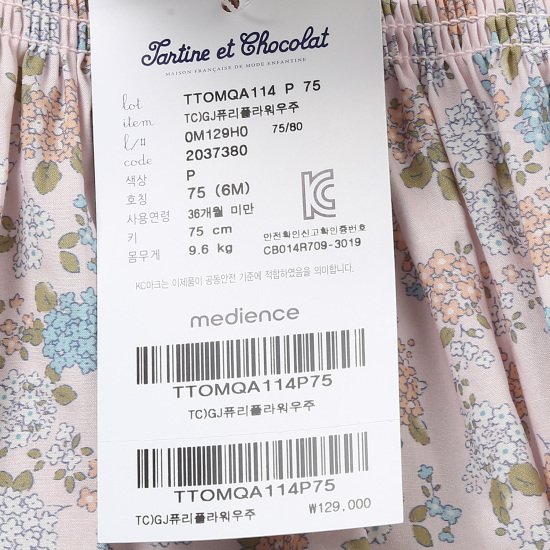 Tartine et Chocolat
MAISON FRANÇAISE DE MODE ENFANTINE
lot TTOMQA114 P 75
item TC)GJ퓨리플라워우주
l/# 0M129H0 75/80
code 2037380
색상 P
호칭 75 (6M)
사용연령 36개월 미만
키 75 cm
몸무게 9.6 kg
안전확인신고확인증번호
CB014R709-3019
KC마크는 이제품이 공통안전 기준에 적합하였음을 의미합니다.
medience
TTOMQA114P75
TC)GJ퓨리플라워우주
TTOMQA114P75
TC)GJ퓨리플라워우주 ₩129,000